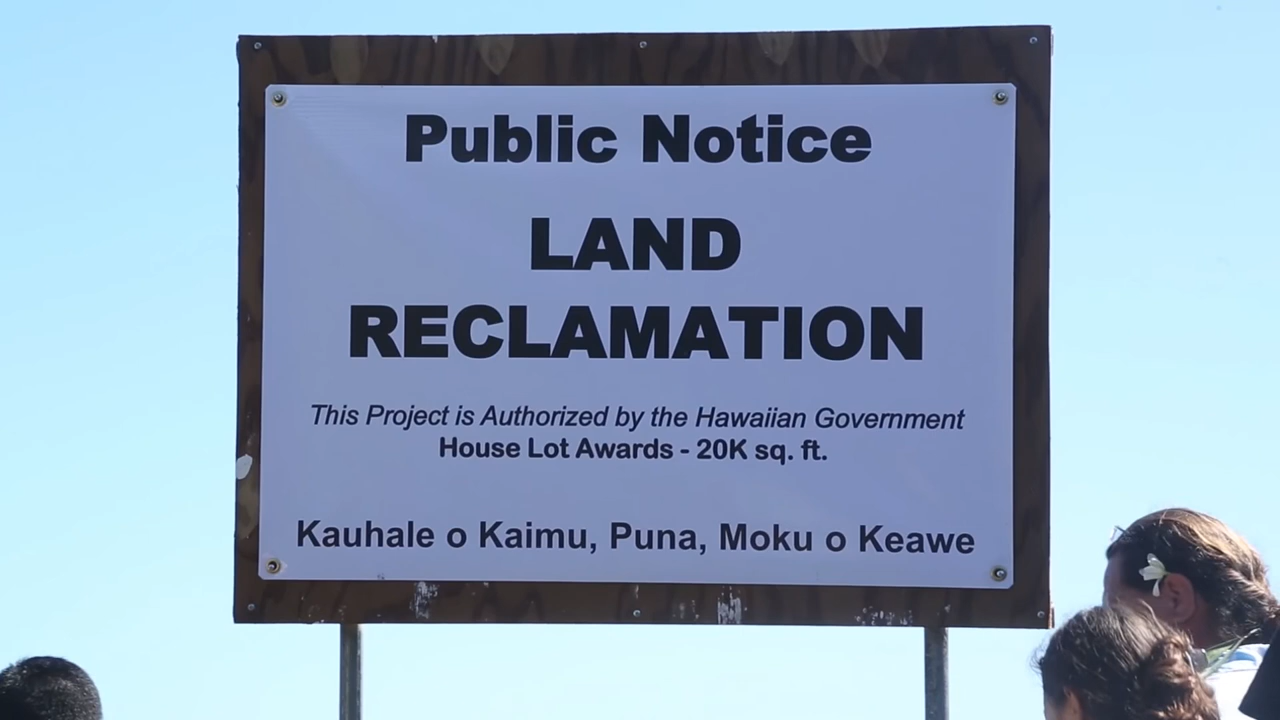 Public Notice
LAND
RECLAMATION
This Project is Authorized by the Hawaiian Government
House Lot Awards - 20K sq. ft.
Kauhale o Kaimu, Puna, Moku o Keawe